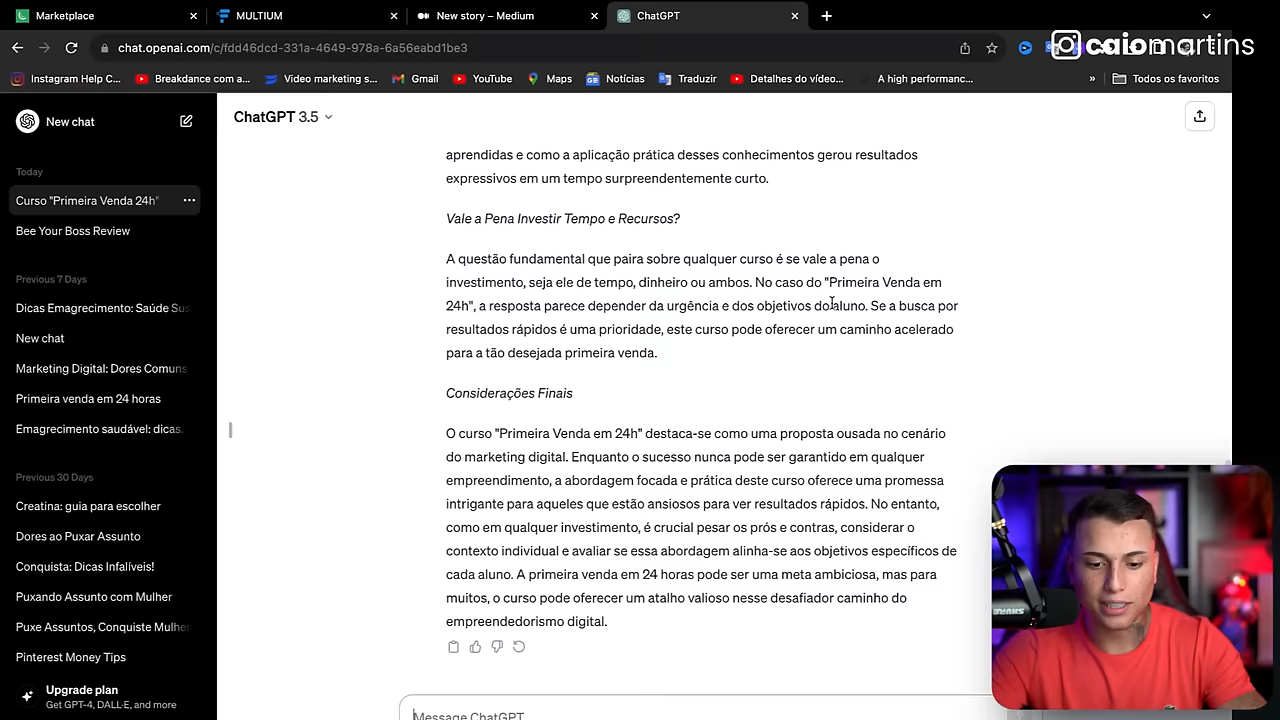 Marketplace
MULTIUM
New story – Medium
ChatGPT
chat.openai.com/c/fdd46dcd-331a-4649-978a-6a56eabd1be3
caiomartins
Instagram Help C...
Breakdance com a...
Video marketing s...
Gmail
YouTube
Maps
Notícias
Traduzir
Detalhes do vídeo...
A high performanc...
»
Todos os favoritos
New chat
Today
Curso "Primeira Venda 24h"
Bee Your Boss Review
Previous 7 Days
Dicas Emagrecimento: Saúde Sus
New chat
Marketing Digital: Dores Comuns
Primeira venda em 24 horas
Emagrecimento saudável: dicas.
Previous 30 Days
Creatina: guia para escolher
Dores ao Puxar Assunto
Conquista: Dicas Infalíveis!
Puxando Assunto com Mulher
Puxe Assuntos, Conquiste Mulher
Pinterest Money Tips
Upgrade plan
Get GPT-4, DALL·E, and more
ChatGPT 3.5
aprendidas e como a aplicação prática desses conhecimentos gerou resultados
expressivos em um tempo surpreendentemente curto.
Vale a Pena Investir Tempo e Recursos?
A questão fundamental que paira sobre qualquer curso é se vale a pena o
investimento, seja ele de tempo, dinheiro ou ambos. No caso do "Primeira Venda em
24h", a resposta parece depender da urgência e dos objetivos do aluno. Se a busca por
resultados rápidos é uma prioridade, este curso pode oferecer um caminho acelerado
para a tão desejada primeira venda.
Considerações Finais
O curso "Primeira Venda em 24h" destaca-se como uma proposta ousada no cenário
do marketing digital. Enquanto o sucesso nunca pode ser garantido em qualquer
empreendimento, a abordagem focada e prática deste curso oferece uma promessa
intrigante para aqueles que estão ansiosos para ver resultados rápidos. No entanto,
como em qualquer investimento, é crucial pesar os prós e contras, considerar o
contexto individual e avaliar se essa abordagem alinha-se aos objetivos específicos de
cada aluno. A primeira venda em 24 horas pode ser uma meta ambiciosa, mas para
muitos, o curso pode oferecer um atalho valioso nesse desafiador caminho do
empreendedorismo digital.
Message ChatGPT
SHURE